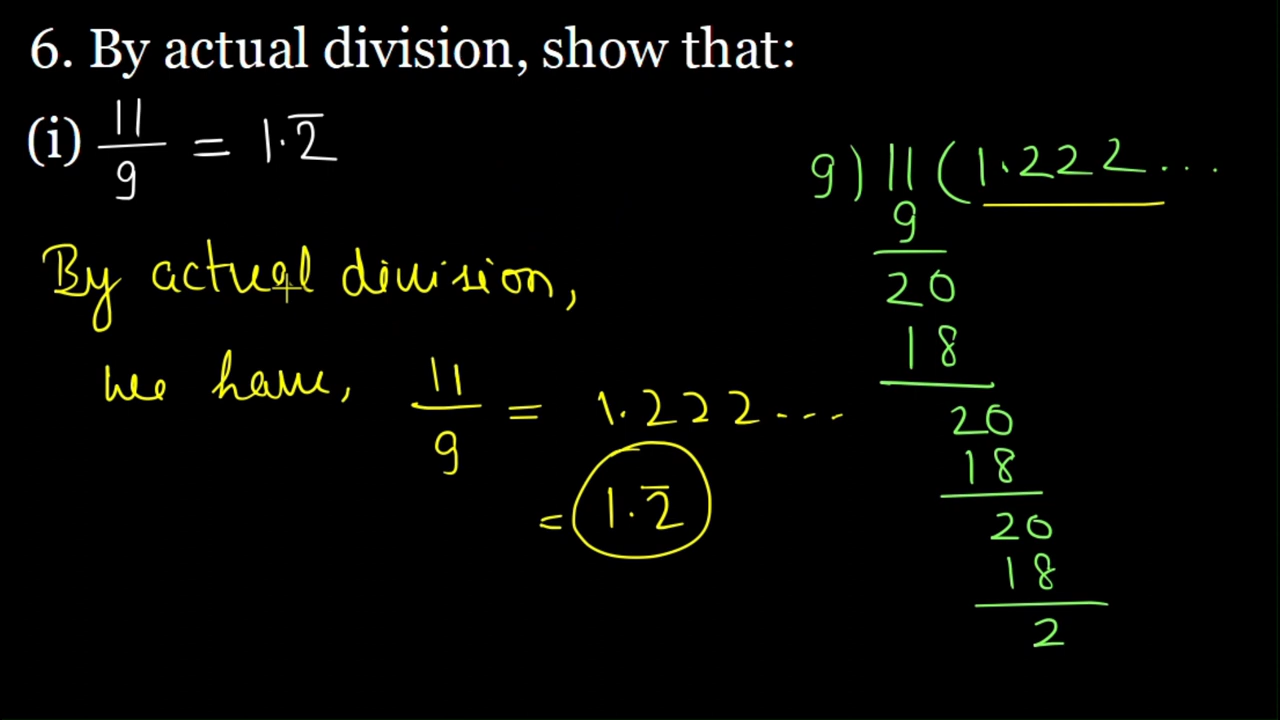 6. By actual division, show that:
(i) 11/9 = 1.2̅
By actual division,
we have, 11/9 = 1.222...
= 1.2̅
9) 11 (1.222...
9
20
18
20
18
20
18
2